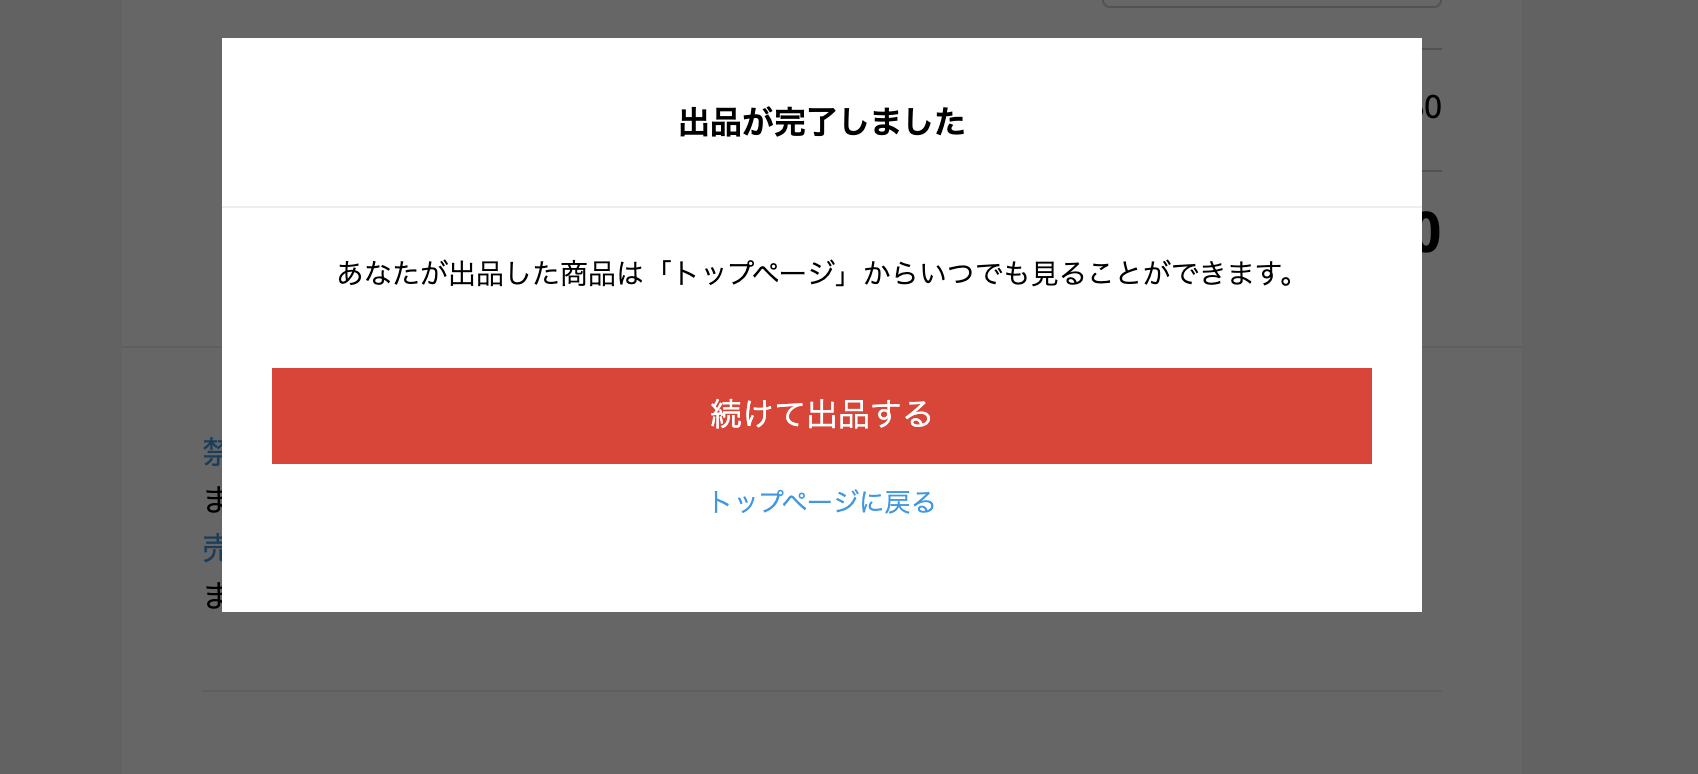 出品が完了しました
あなたが出品した商品は「トップページ」からいつでも見ることができます。
続けて出品する
トップページに戻る
禁
売